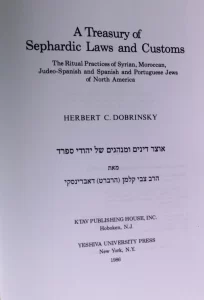 A Treasury of
Sephardic Laws and Customs
The Ritual Practices of Syrian, Moroccan,
Judeo-Spanish and Spanish and Portuguese Jews
of North America
HERBERT C. DOBRINSKY
אוצר דינים ומנהגים של יהודי ספרד
מאת
הרב צבי קלמן (הרברט) דאברינסקי
KTAV PUBLISHING HOUSE, INC.
Hoboken, N.J.
YESHIVA UNIVERSITY PRESS
New York, N.Y.
1986